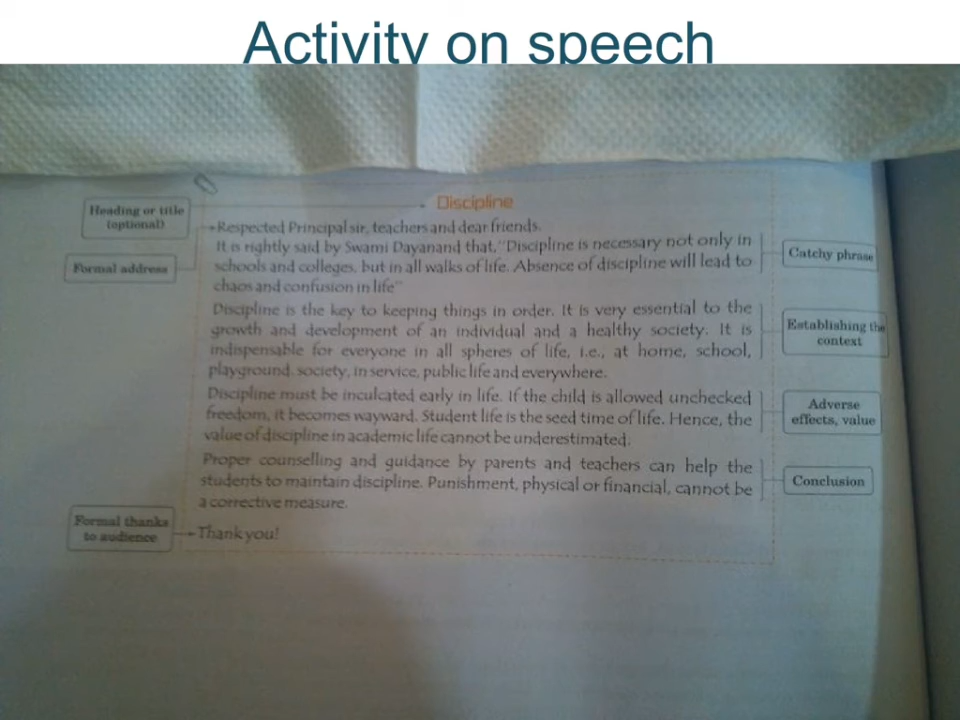 Activity on speech
Discipline
Heading or title
(optional)
Formal address
Respected Principal sir, teachers and dear friends.
It is rightly said by Swami Dayanand that, "Discipline is necessary not only in
schools and colleges, but in all walks of life. Absence of discipline will lead to
chaos and confusion in life"
Catchy phrase
Discipline is the key to keeping things in order. It is very essential to the
growth and development of an individual and a healthy society. It is
indispensable for everyone in all spheres of life, i.e., at home, school,
playground, society, in service, public life and everywhere.
Establishing the
context
Discipline must be inculcated early in life. If the child is allowed unchecked
freedom, it becomes wayward. Student life is the seed time of life. Hence, the
value of discipline in academic life cannot be underestimated.
Adverse
effects, value
Proper counselling and guidance by parents and teachers can help the
students to maintain discipline. Punishment, physical or financial, cannot be
a corrective measure.
Conclusion
Formal thanks
to audience
Thank you!